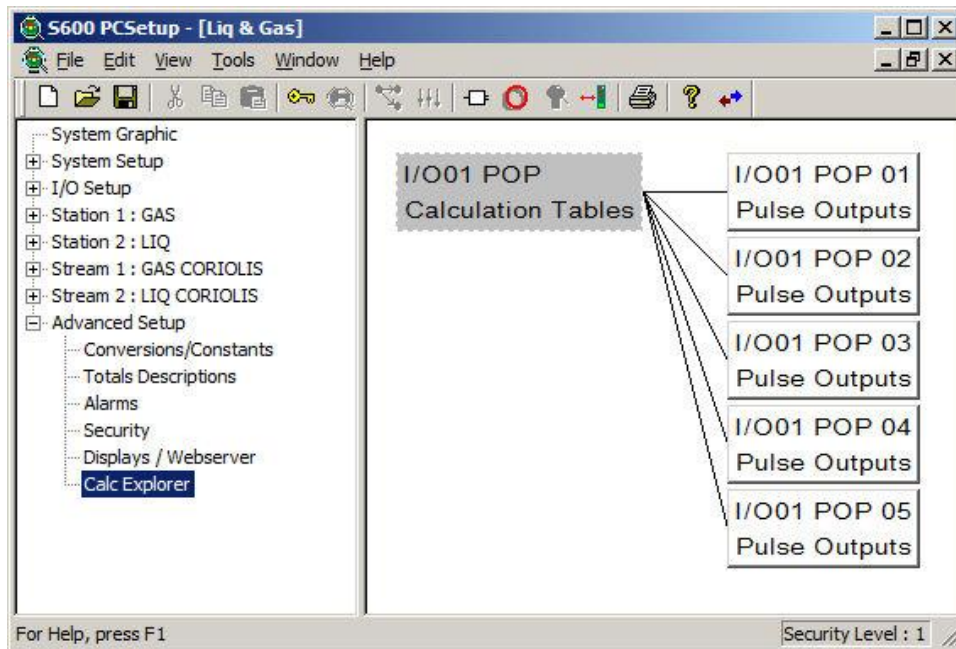 S600 PCSetup - [Liq & Gas]
File Edit View Tools Window Help
System Graphic
System Setup
I/O Setup
Station 1 : GAS
Station 2 : LIQ
Stream 1 : GAS CORIOLIS
Stream 2 : LIQ CORIOLIS
Advanced Setup
Conversions/Constants
Totals Descriptions
Alarms
Security
Displays / Webserver
Calc Explorer
I/O01 POP
Calculation Tables
I/O01 POP 01
Pulse Outputs
I/O01 POP 02
Pulse Outputs
I/O01 POP 03
Pulse Outputs
I/O01 POP 04
Pulse Outputs
I/O01 POP 05
Pulse Outputs
For Help, press F1
Security Level : 1